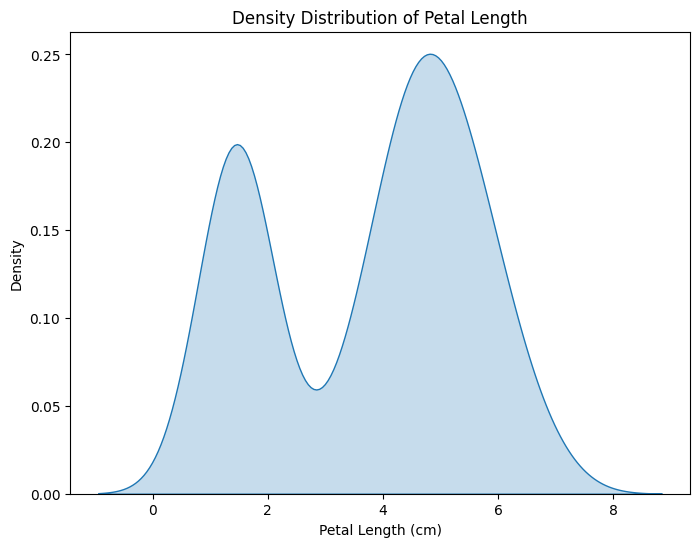 Density Distribution of Petal Length
0.25
0.20
0.15
0.10
0.05
0.00
Density
0 2 4 6 8
Petal Length (cm)